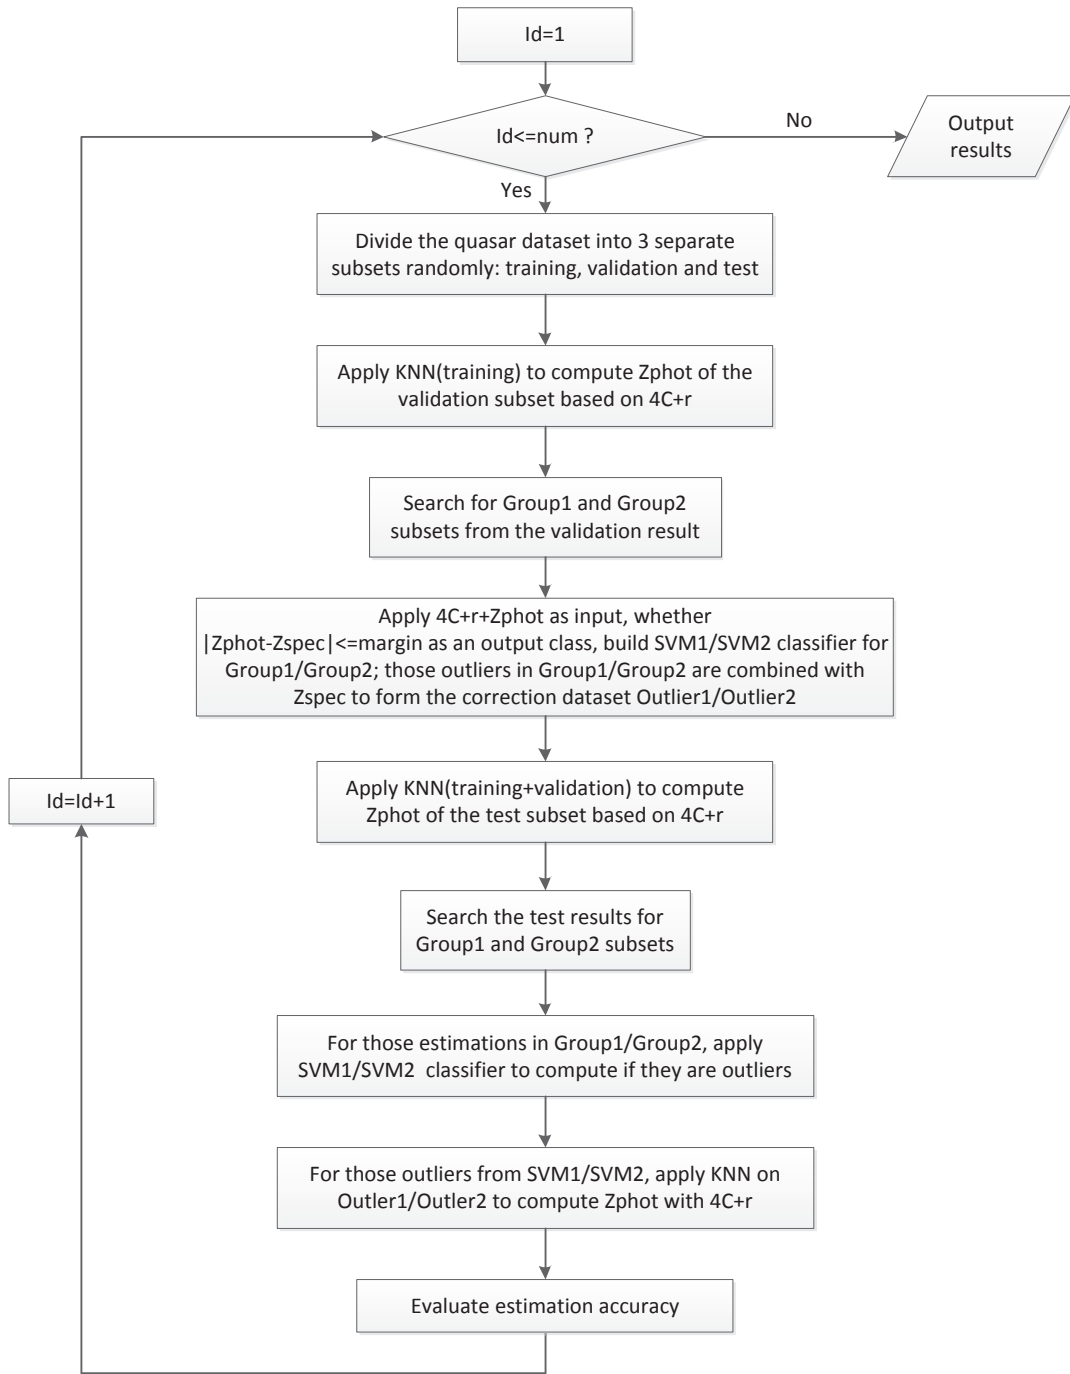 Id=1
Id<=num ?
No
Output
results
Yes
Divide the quasar dataset into 3 separate
subsets randomly: training, validation and test
Apply KNN(training) to compute Zphot of the
validation subset based on 4C+r
Search for Group1 and Group2
subsets from the validation result
Apply 4C+r+Zphot as input, whether
|Zphot-Zspec|<=margin as an output class, build SVM1/SVM2 classifier for
Group1/Group2; those outliers in Group1/Group2 are combined with
Zspec to form the correction dataset Outlier1/Outlier2
Apply KNN(training+validation) to compute
Zphot of the test subset based on 4C+r
Search the test results for
Group1 and Group2 subsets
For those estimations in Group1/Group2, apply
SVM1/SVM2 classifier to compute if they are outliers
For those outliers from SVM1/SVM2, apply KNN on
Outler1/Outler2 to compute Zphot with 4C+r
Evaluate estimation accuracy
Id=Id+1